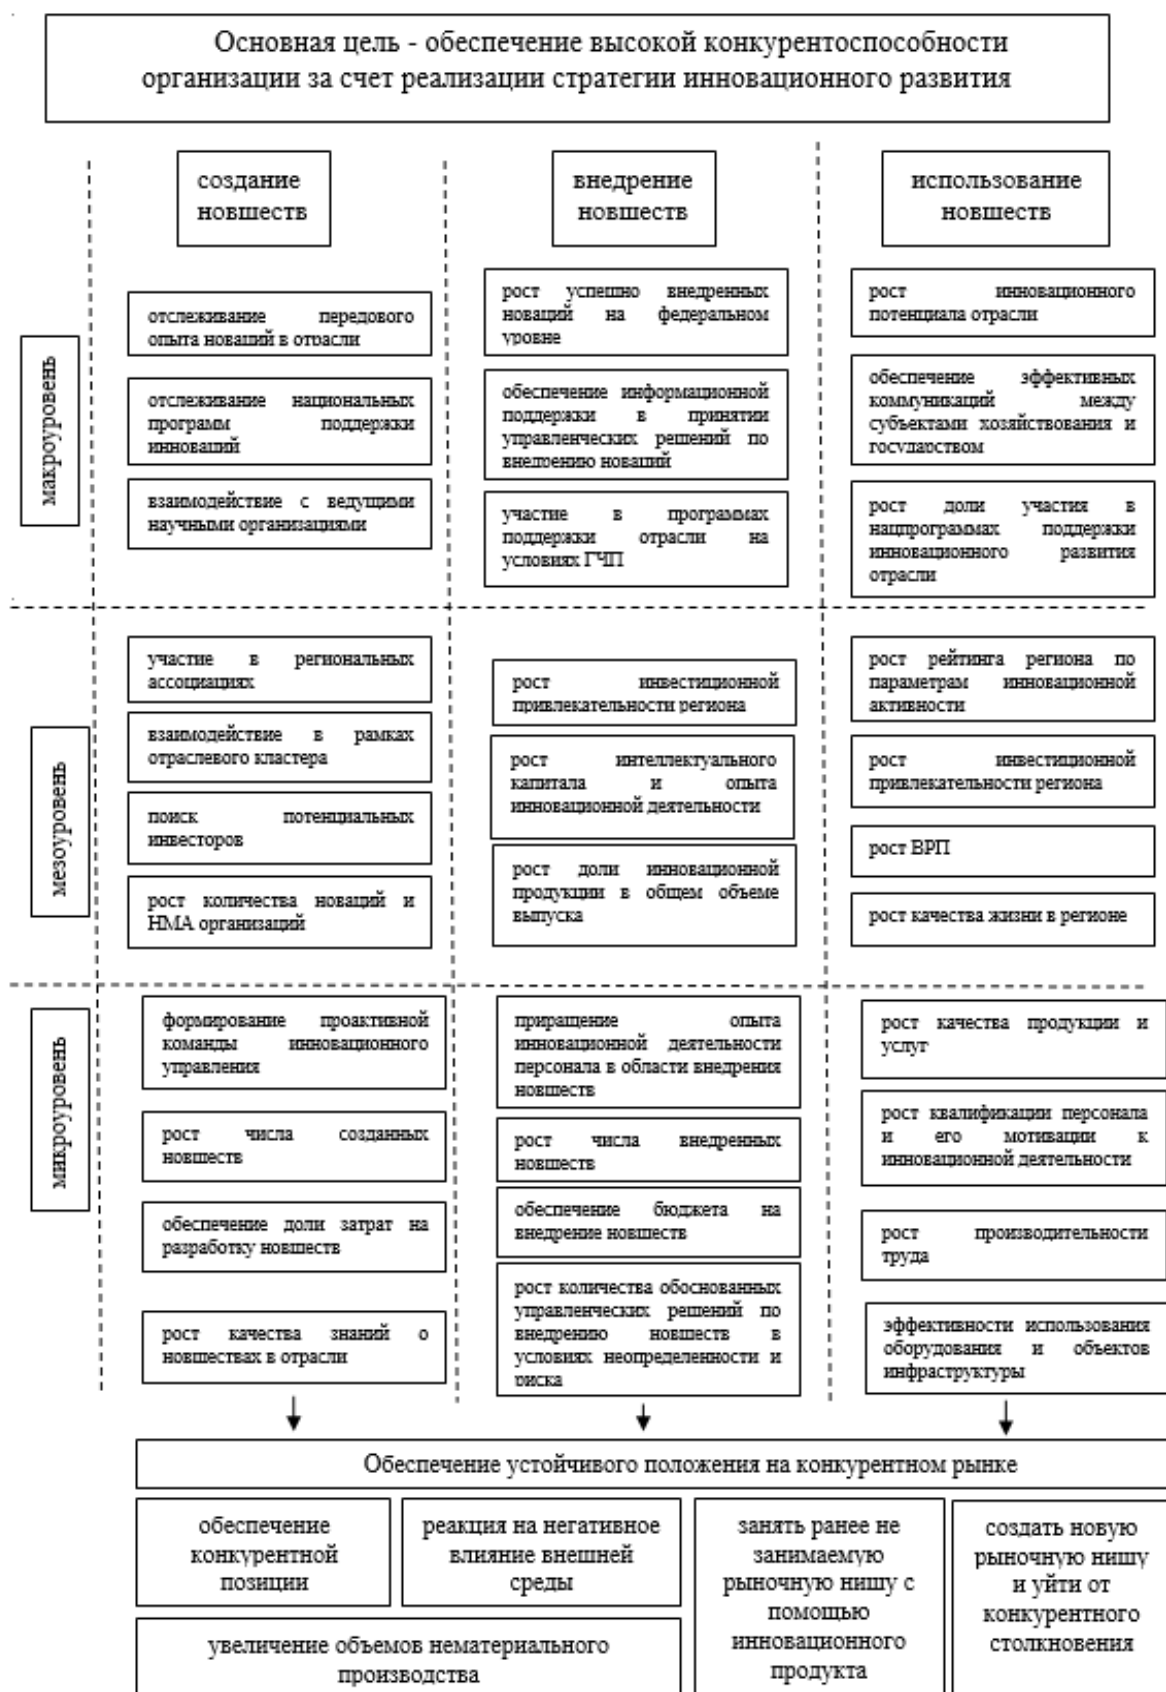 Основная цель - обеспечение высокой конкурентоспособности
организации за счет реализации стратегии инновационного развития
создание
новшеств
внедрение
новшеств
использование
новшеств
макроуровень
отслеживание передового
опыта новаций в отрасли
отслеживание национальных
программ поддержки
инноваций
взаимодействие с ведущими
научными организациями
рост успешно внедренных
новаций на федеральном
уровне
обеспечение информационной
поддержки в принятии
управленческих решений по
внедрению новаций
участие в программах
поддержки отрасли на
условиях ГЧП
рост инновационного
потенциала отрасли
обеспечение эффективных
коммуникаций между
субъектами хозяйствования и
государством
рост доли участия в
нацпрограммах поддержки
инновационного развития
отрасли
мезоуровень
участие в региональных
ассоциациях
взаимодействие в рамках
отраслевого кластера
поиск потенциальных
инвесторов
рост количества новаций и
НМА организаций
рост инвестиционной
привлекательности региона
рост интеллектуального
капитала и опыта
инновационной деятельности
рост доли инновационной
продукции в общем объеме
выпуска
рост рейтинга региона по
параметрам инновационной
активности
рост инвестиционной
привлекательности региона
рост ВРП
рост качества жизни в регионе
микроуровень
формирование проактивной
команды инновационного
управления
рост числа созданных
новшеств
обеспечение доли затрат на
разработку новшеств
рост качества знаний о
новшествах в отрасли
приращение опыта
инновационной деятельности
персонала в области внедрения
новшеств
рост числа внедренных
новшеств
обеспечение бюджета на
внедрение новшеств
рост количества обоснованных
управленческих решений по
внедрению новшеств в
условиях неопределенности и
риска
рост качества продукции и
услуг
рост квалификации персонала
и его мотивации к
инновационной деятельности
рост производительности
труда
эффективности использования
оборудования и объектов
инфраструктуры
Обеспечение устойчивого положения на конкурентном рынке
обеспечение
конкурентной
позиции
реакция на негативное
влияние внешней
среды
увеличение объемов нематериального
производства
занять ранее не
занимаемую
рыночную нишу с
помощью
инновационного
продукта
создать новую
рыночную нишу
и уйти от
конкурентного
столкновения